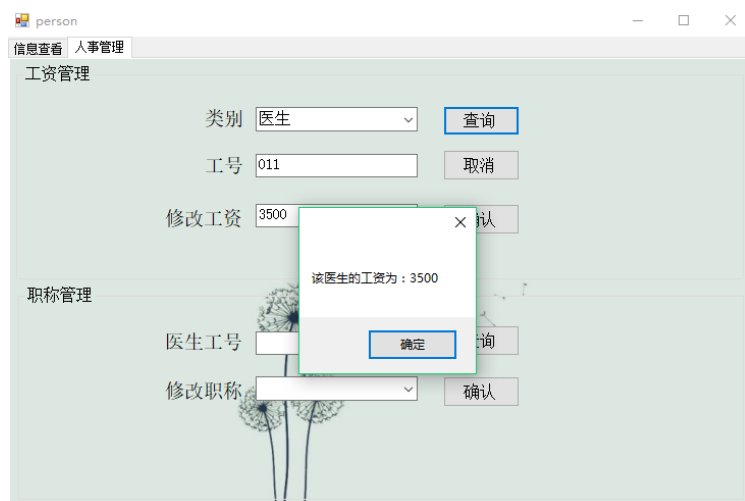 person
信息查看 人事管理
工资管理
类别 医生 查询
工号 011 取消
修改工资 3500 认
该医生的工资为：3500
确定
职称管理
医生工号 询
修改职称 确认